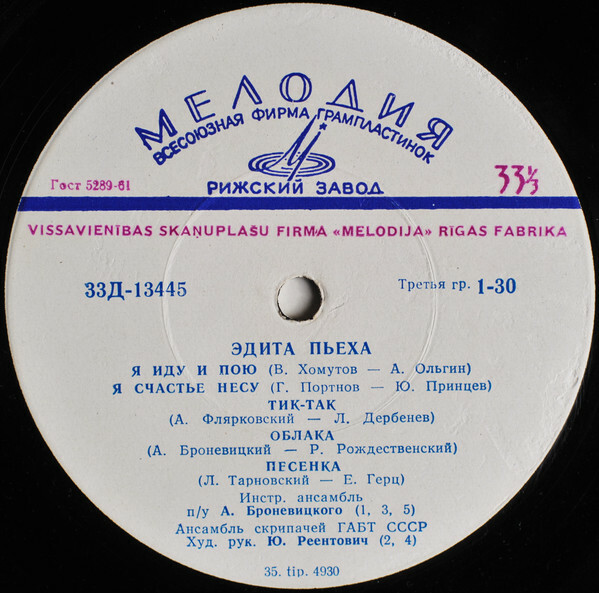 МЕЛОДИЯ
ВСЕСОЮЗНАЯ ФИРМА ГРАМПЛАСТИНОК
РИЖСКИЙ ЗАВОД
Гост 5289-61
33⅓
VISSAVIENĪBAS SKAŅUPLAŠU FIRMA «MELODIJA» RĪGAS FABRIKA
33Д-13445
Третья гр. 1-30
ЭДИТА ПЬЕХА
Я ИДУ И ПОЮ (В. Хомутов — А. Ольгин)
Я СЧАСТЬЕ НЕСУ (Г. Портнов — Ю. Принцев)
ТИК-ТАК
(А. Флярковский — Л. Дербенев)
ОБЛАКА
(А. Броневицкий — Р. Рождественский)
ПЕСЕНКА
(Л. Тарновский — Е. Герц)
Инстр. ансамбль
п/у А. Броневицкого (1, 3, 5)
Ансамбль скрипачей ГАБТ СССР
Худ. рук. Ю. Реентович (2, 4)
35. tip. 4930